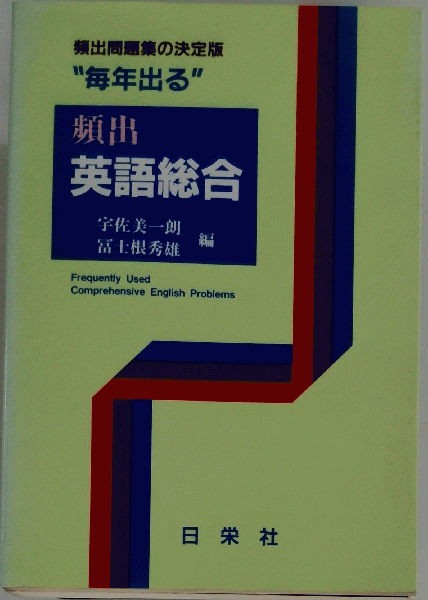 頻出問題集の決定版
"毎年出る"
頻出
英語総合
宇佐美一朗
冨士根秀雄 編
Frequently Used
Comprehensive English Problems
日栄社